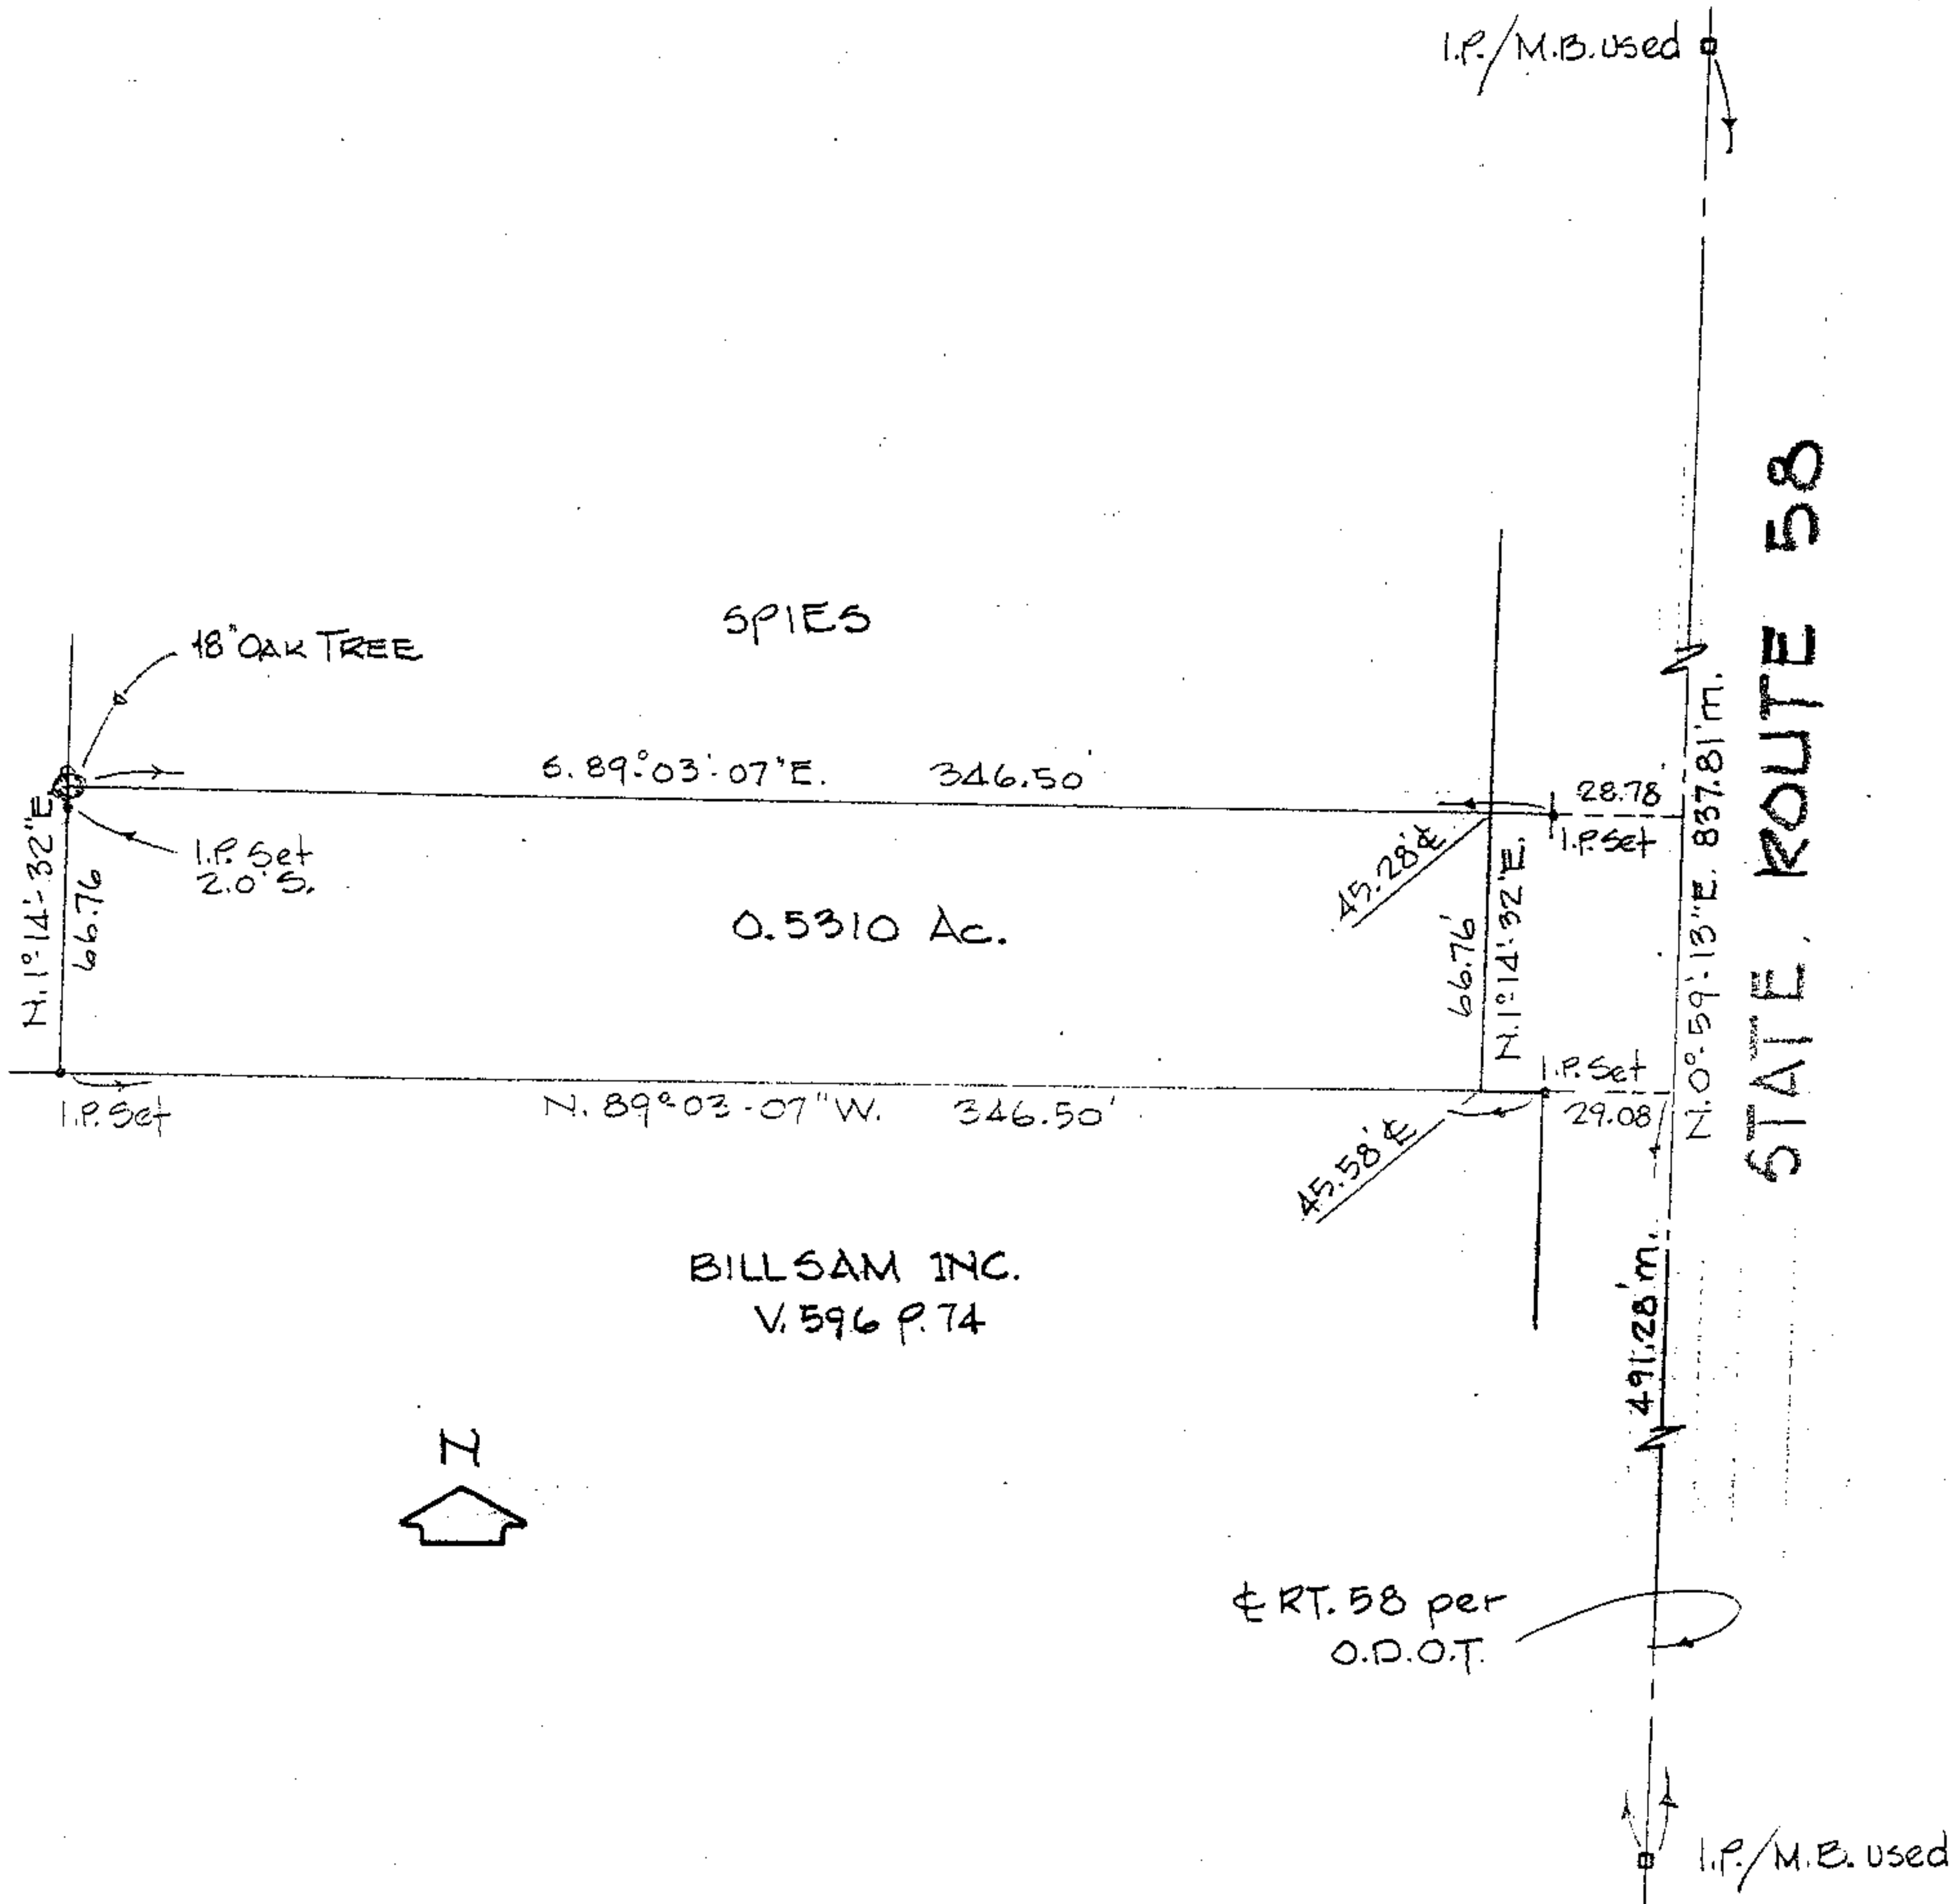 I.P./M.B. used
STATE ROUTE 58
SPIES
18" OAK TREE
S. 89°-03'-07"E. 346.50'
28.78'
I.P. Set
N. 1°-14'-32"E.
66.76
I.P. Set
2.0' S.
45.28' ℄
0.5310 Ac.
66.76'
N. 1°-14'-32"E.
N. 0°-59'-13"E. 837.81' m.
I.P. Set
N. 89°-03'-07"W. 346.50'
I.P. Set
29.08'
45.58' ℄
BILLSAM INC.
V. 596 P. 74
491.28' m.
N
℄ RT. 58 per
O.D.O.T.
I.P./M.B. used